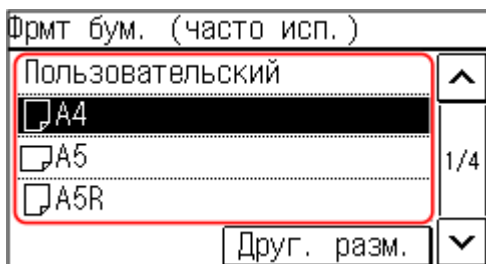 Фрмт бум. (часто исп.)
Пользовательский
A4
A5
1/4
A5R
Друг. разм.